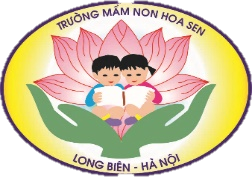 TRƯỜNG MẦM NON HOA SEN
LONG BIÊN - HÀ NỘI